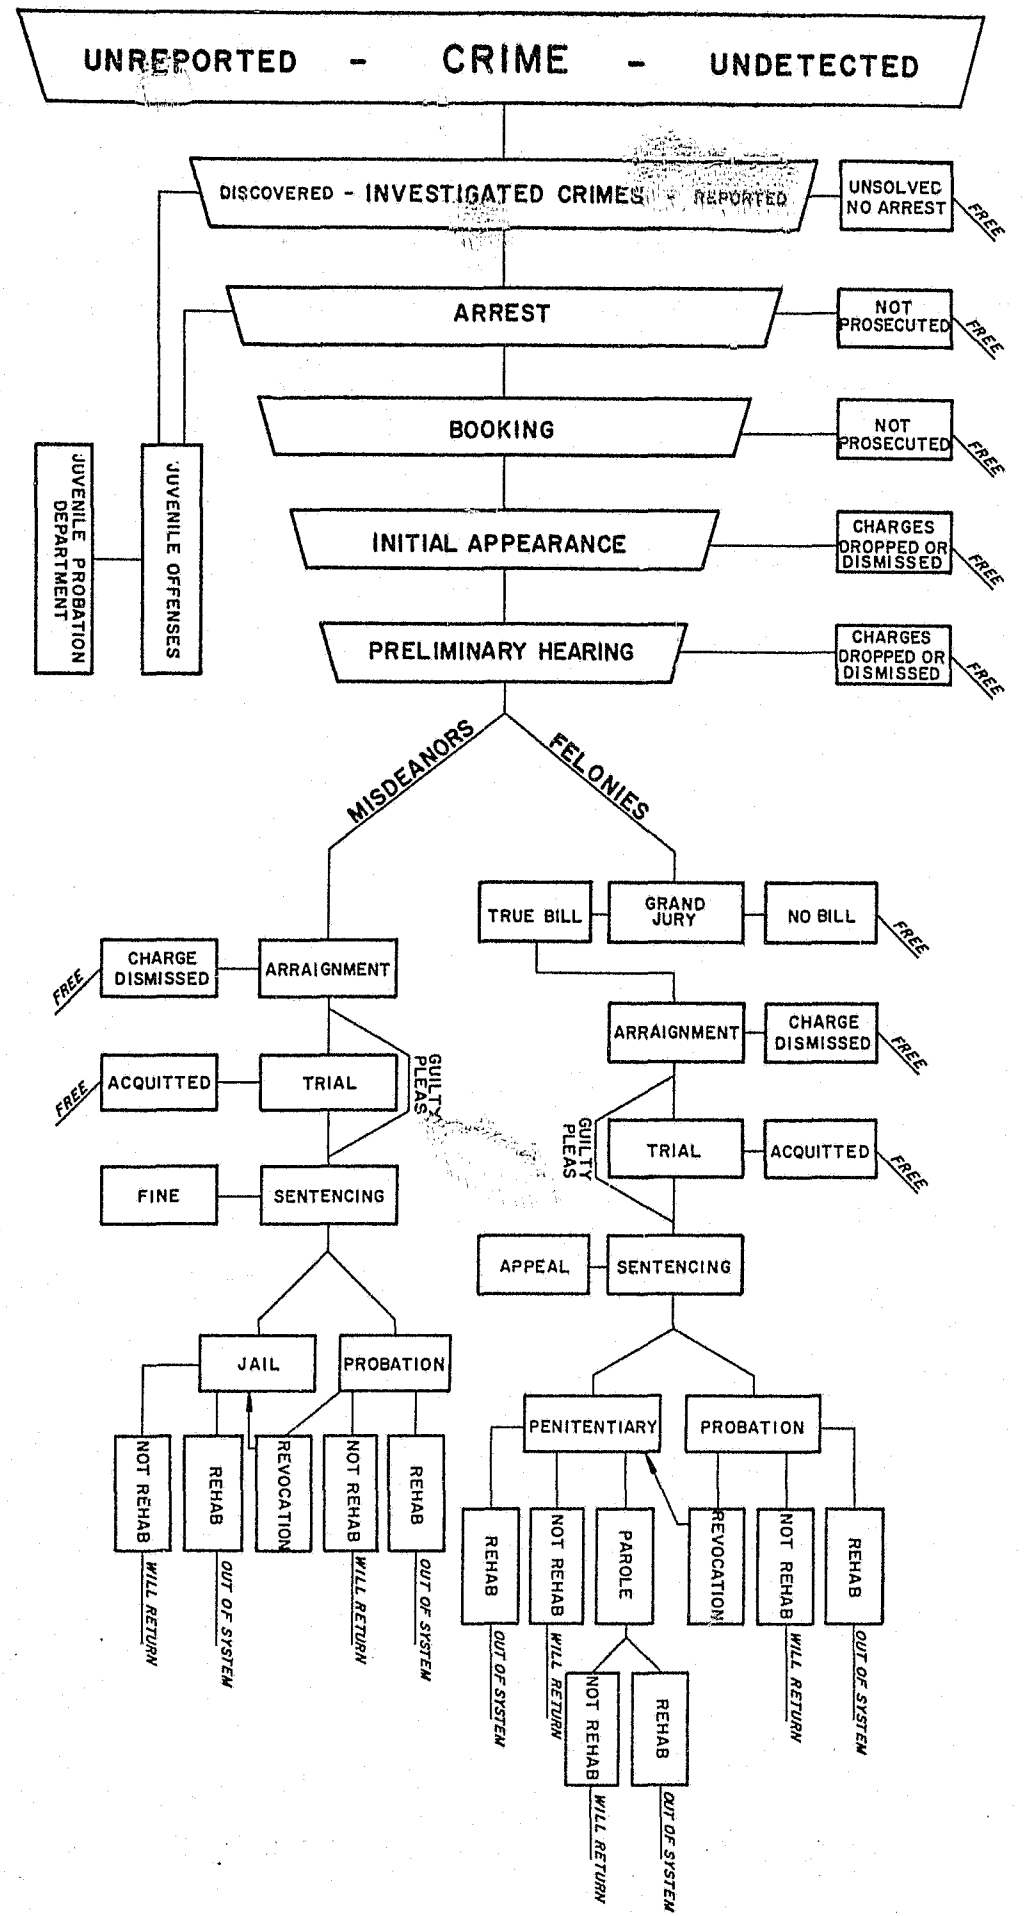 UNREPORTED - CRIME - UNDETECTED
DISCOVERED - INVESTIGATED CRIMES - REPORTED
UNSOLVED
NO ARREST
FREE
ARREST
NOT
PROSECUTED
FREE
BOOKING
NOT
PROSECUTED
FREE
JUVENILE PROBATION
DEPARTMENT
JUVENILE OFFENSES
INITIAL APPEARANCE
CHARGES
DROPPED OR
DISMISSED
FREE
PRELIMINARY HEARING
CHARGES
DROPPED OR
DISMISSED
FREE
MISDEANORS
FELONIES
TRUE BILL
GRAND
JURY
NO BILL
FREE
FREE
CHARGE
DISMISSED
ARRAIGNMENT
ARRAIGNMENT
CHARGE
DISMISSED
FREE
FREE
ACQUITTED
TRIAL
GUILTY
PLEAS
GUILTY
PLEAS
TRIAL
ACQUITTED
FREE
FINE
SENTENCING
APPEAL
SENTENCING
JAIL
PROBATION
PENITENTIARY
PROBATION
NOT REHAB
REHAB
REVOCATION
NOT REHAB
REHAB
WILL RETURN
OUT OF SYSTEM
WILL RETURN
OUT OF SYSTEM
REHAB
NOT REHAB
PAROLE
REVOCATION
NOT REHAB
REHAB
OUT OF SYSTEM
WILL RETURN
WILL RETURN
OUT OF SYSTEM
NOT REHAB
REHAB
WILL RETURN
OUT OF SYSTEM